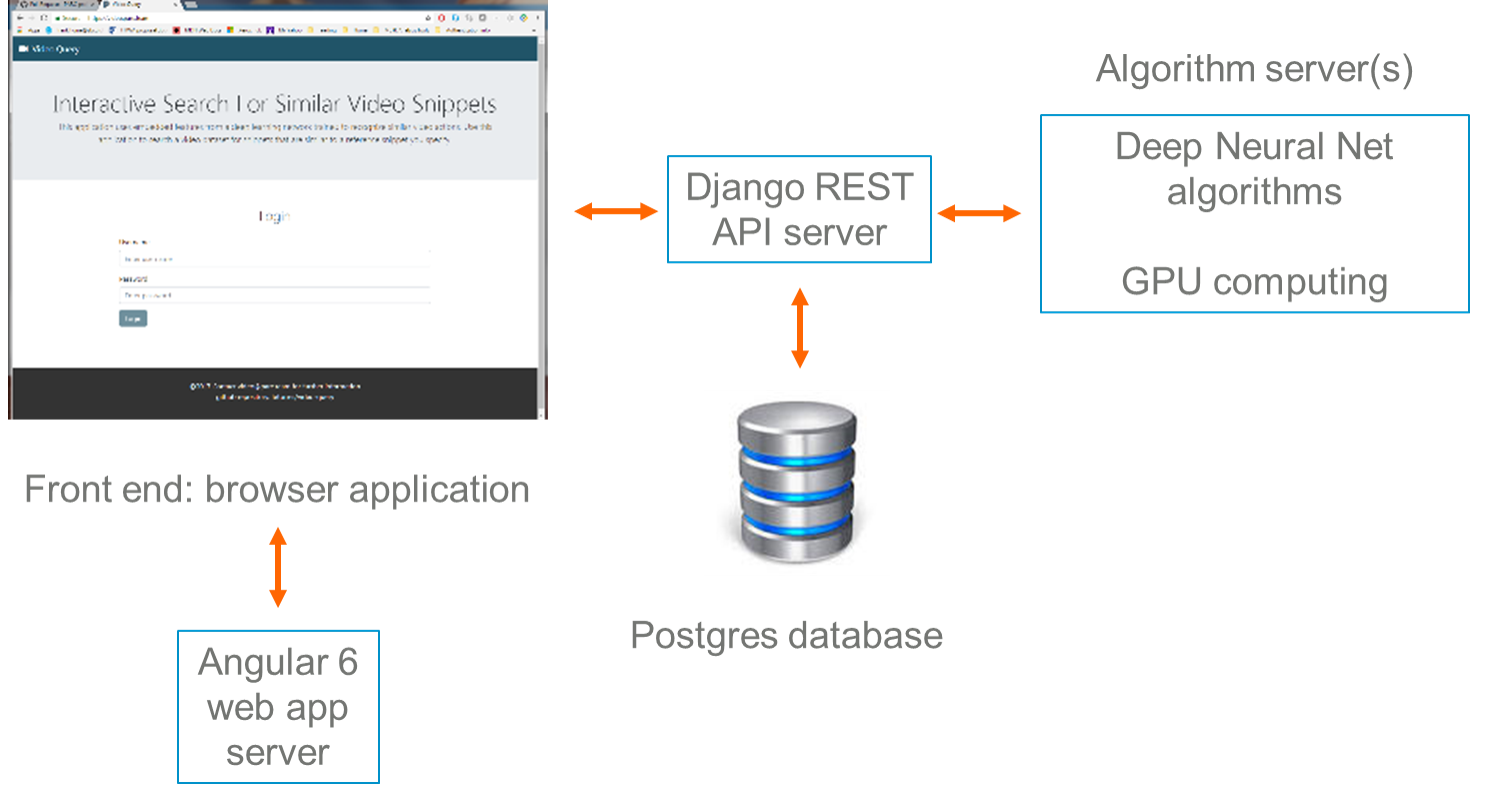 Video Query
Interactive Search For Similar Video Snippets
This application uses embedded features from a deep learning network trained to recognize similar video actions. Use this
application to search a video dataset for snippets that are similar to a reference snippet you specify.
Login
Username
Password
Login
Front end: browser application
Angular 6
web app
server
Django REST
API server
Postgres database
Algorithm server(s)
Deep Neural Net
algorithms
GPU computing